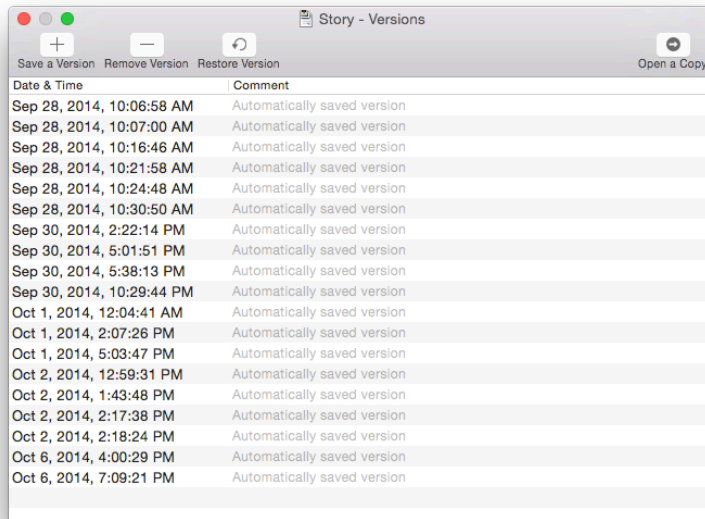 Story - Versions
Save a Version Remove Version Restore Version Open a Copy
Date & Time Comment
Sep 28, 2014, 10:06:58 AM Automatically saved version
Sep 28, 2014, 10:07:00 AM Automatically saved version
Sep 28, 2014, 10:16:46 AM Automatically saved version
Sep 28, 2014, 10:21:58 AM Automatically saved version
Sep 28, 2014, 10:24:48 AM Automatically saved version
Sep 28, 2014, 10:30:50 AM Automatically saved version
Sep 30, 2014, 2:22:14 PM Automatically saved version
Sep 30, 2014, 5:01:51 PM Automatically saved version
Sep 30, 2014, 5:38:13 PM Automatically saved version
Sep 30, 2014, 10:29:44 PM Automatically saved version
Oct 1, 2014, 12:04:41 AM Automatically saved version
Oct 1, 2014, 2:07:26 PM Automatically saved version
Oct 1, 2014, 5:03:47 PM Automatically saved version
Oct 2, 2014, 12:59:31 PM Automatically saved version
Oct 2, 2014, 1:43:48 PM Automatically saved version
Oct 2, 2014, 2:17:38 PM Automatically saved version
Oct 2, 2014, 2:18:24 PM Automatically saved version
Oct 6, 2014, 4:00:29 PM Automatically saved version
Oct 6, 2014, 7:09:21 PM Automatically saved version